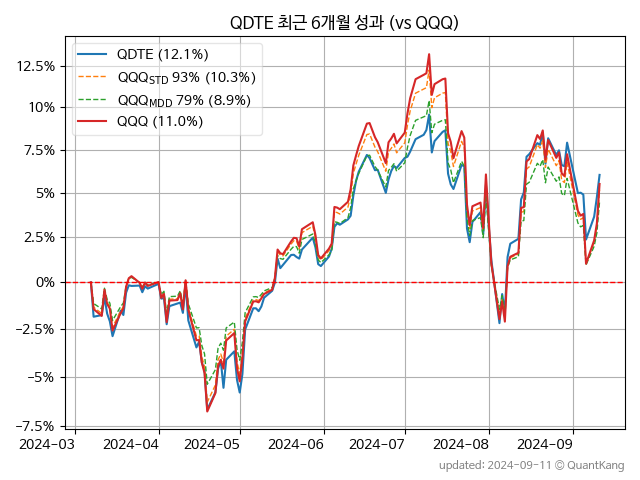 QDTE 최근 6개월 성과 (vs QQQ)
QDTE (12.1%)
QQQSTD 93% (10.3%)
QQQMDD 79% (8.9%)
QQQ (11.0%)
12.5%
10%
7.5%
5%
2.5%
0%
−2.5%
−5%
−7.5%
2024-03 2024-04 2024-05 2024-06 2024-07 2024-08 2024-09
updated: 2024-09-11 © QuantKang